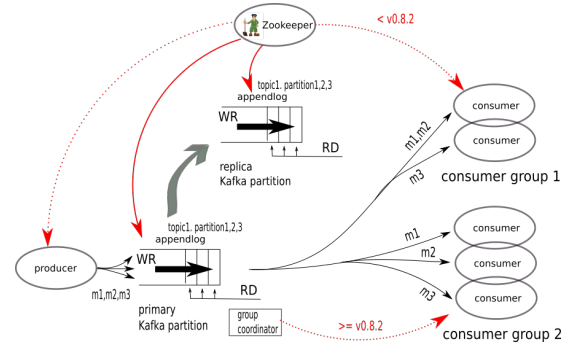 Zookeeper
< v0.8.2
topic1. partition1,2,3
appendlog
WR
RD
replica
Kafka partition
consumer
consumer
m1,m2
m3
consumer group 1
topic1. partition1,2,3
appendlog
WR
RD
producer
m1,m2,m3
primary
Kafka partition
group
coordinator
>= v0.8.2
m1
m2
m3
consumer
consumer
consumer
consumer group 2